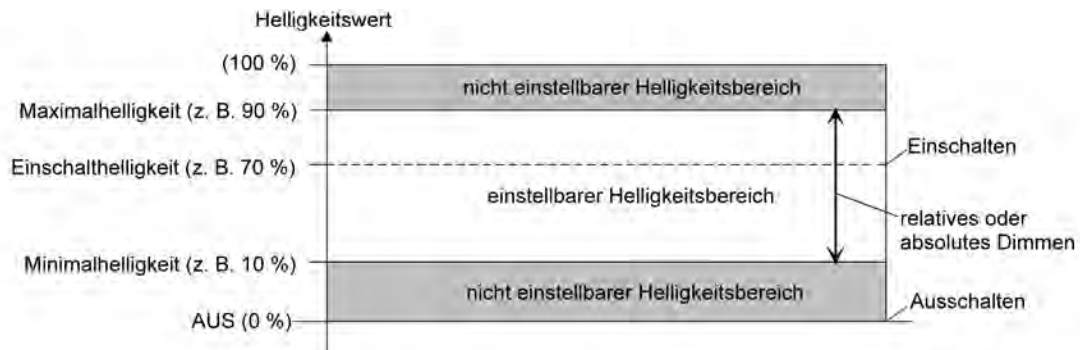 Helligkeitswert
(100 %)
nicht einstellbarer Helligkeitsbereich
Maximalhelligkeit (z. B. 90 %)
Einschalthelligkeit (z. B. 70 %)
Einschalten
einstellbarer Helligkeitsbereich
relatives oder
absolutes Dimmen
Minimalhelligkeit (z. B. 10 %)
nicht einstellbarer Helligkeitsbereich
Ausschalten
AUS (0 %)